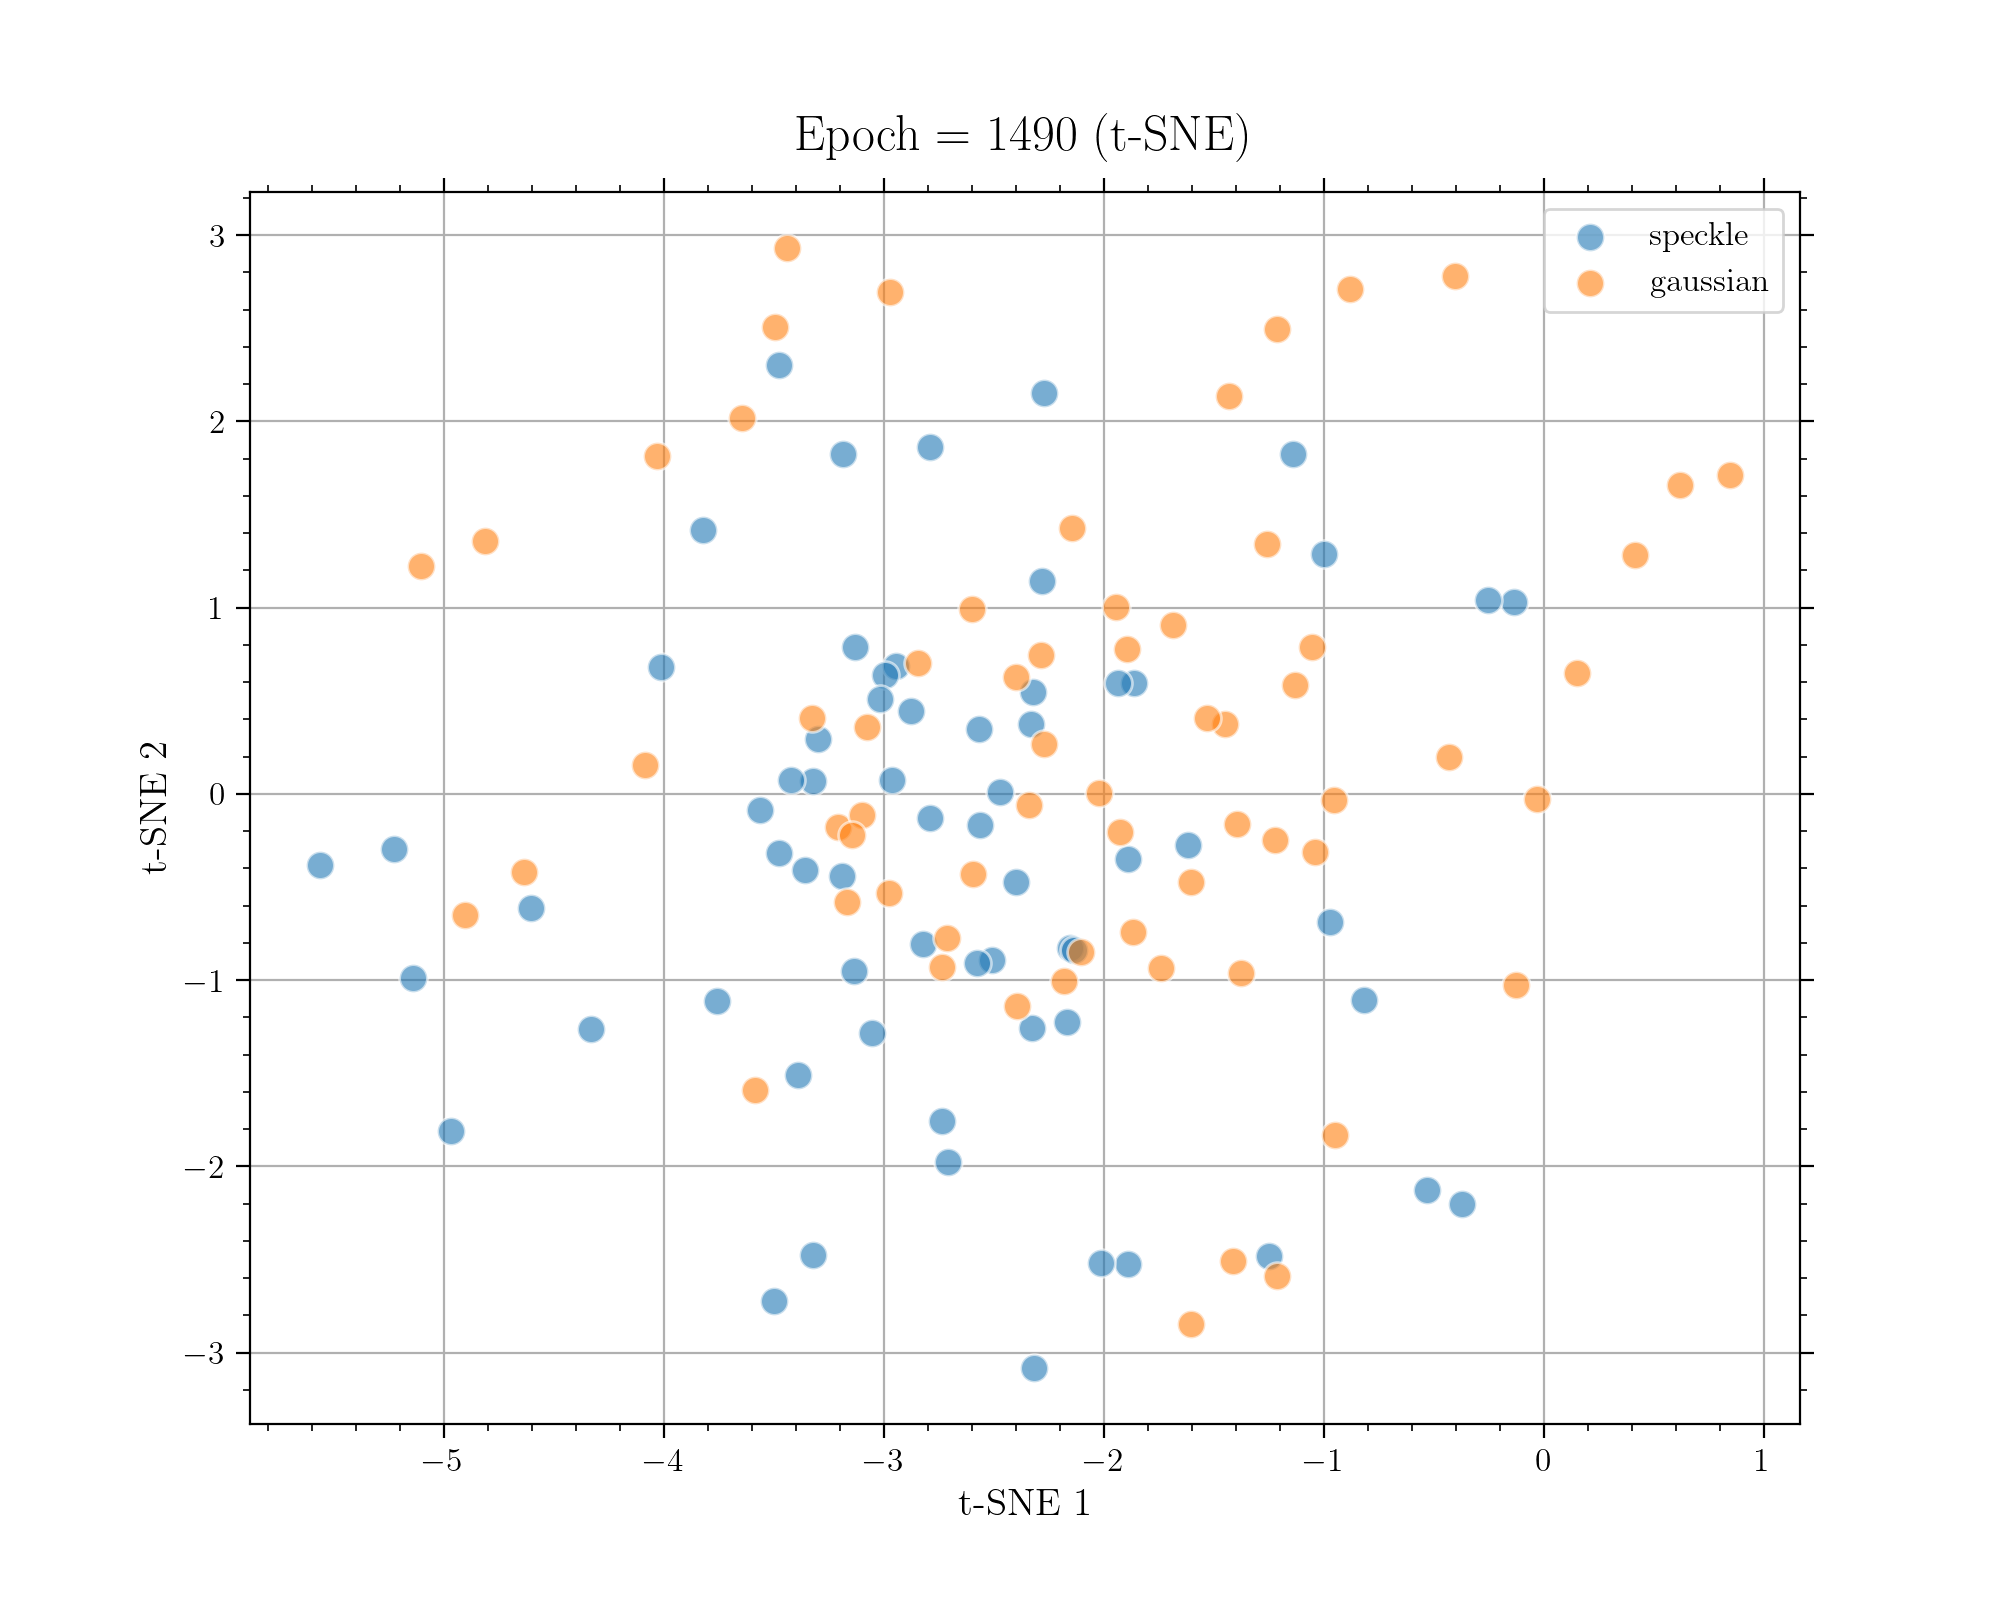 Epoch = 1490 (t-SNE)
speckle
gaussian
3
2
1
0
−1
−2
−3
t-SNE 2
−5 −4 −3 −2 −1 0 1
t-SNE 1